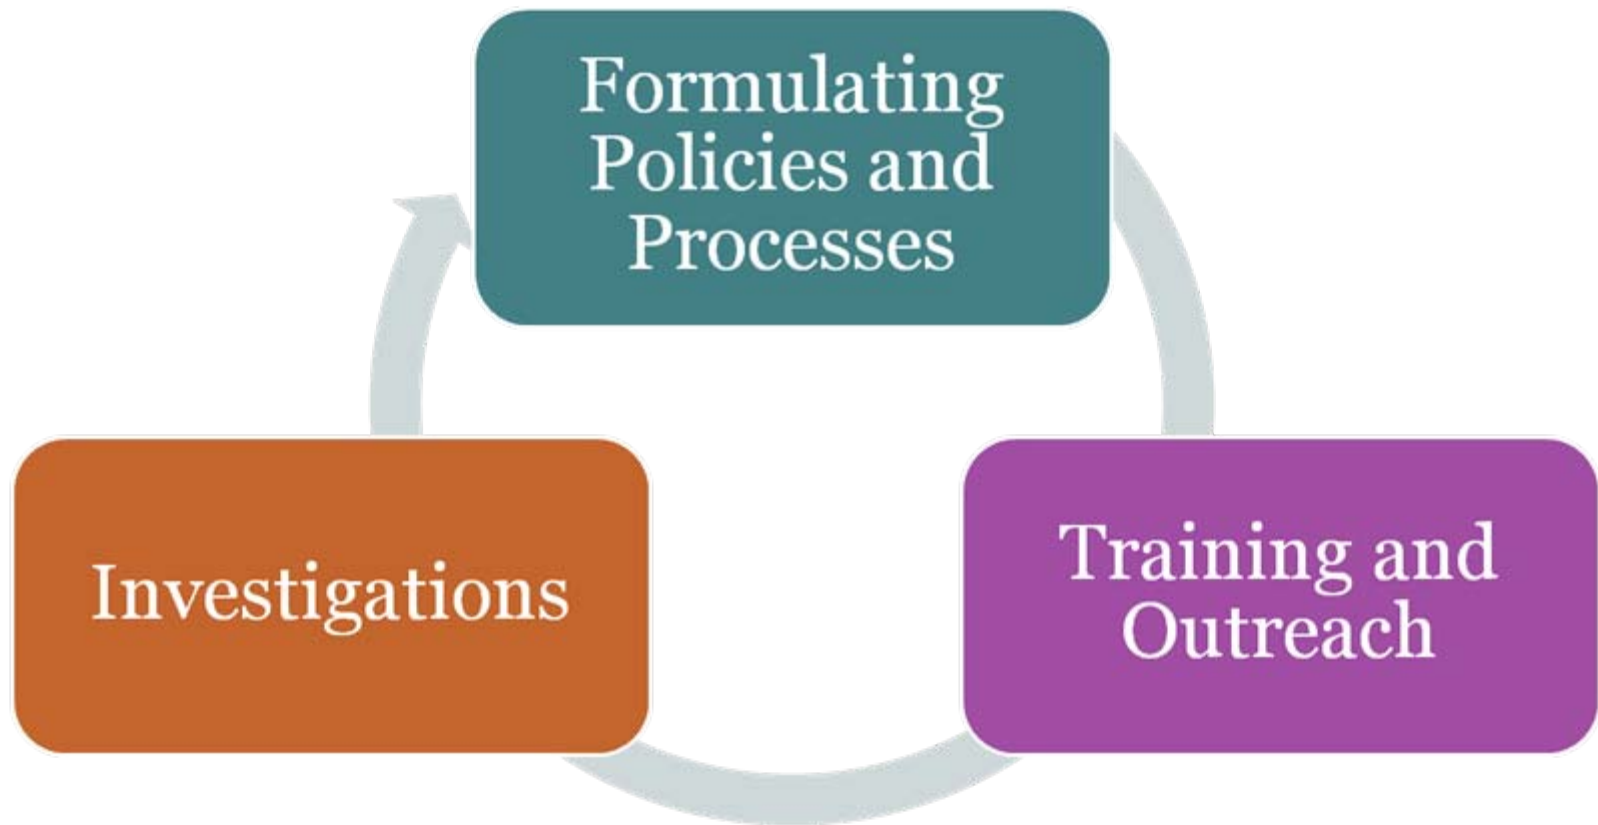 Formulating
Policies and
Processes
Training and
Outreach
Investigations